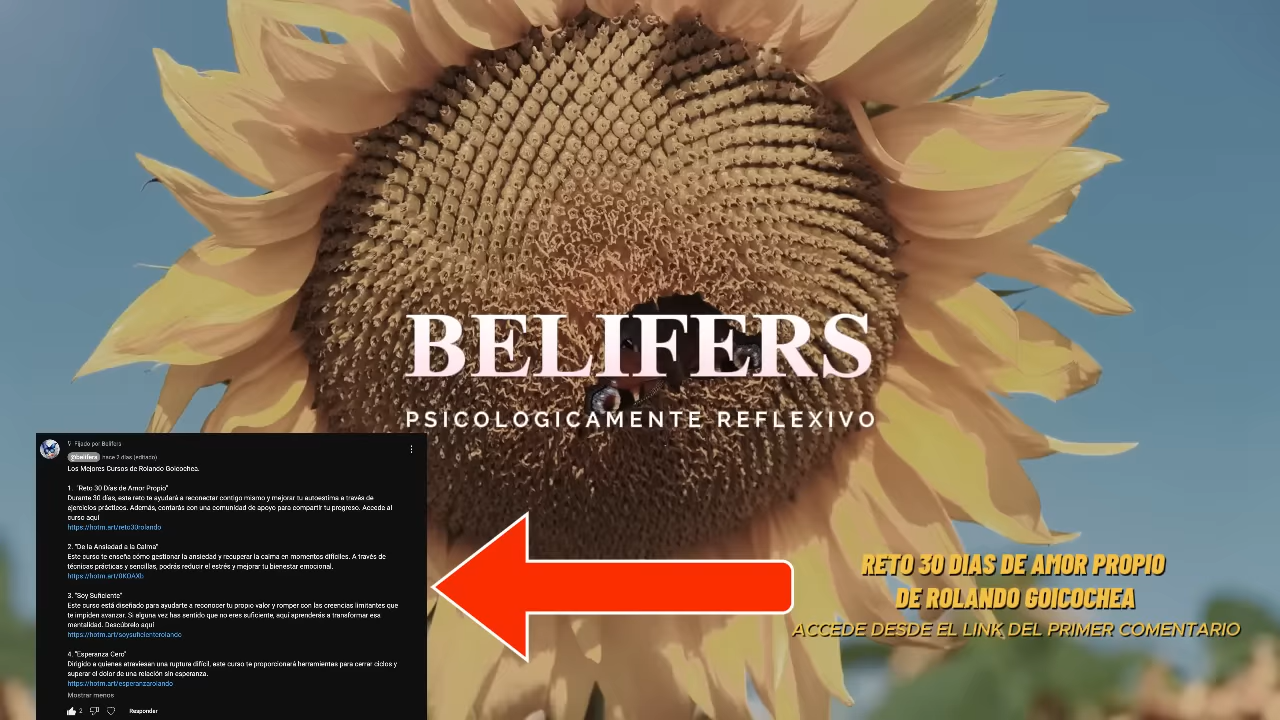 BELIFERS
PSICOLOGICAMENTE REFLEXIVO
Fijado por Belifers
@belifers hace 2 días (editado)
Los Mejores Cursos de Rolando Goicochea.
1. "Reto 30 Días de Amor Propio"
Durante 30 días, este reto te ayudará a reconectar contigo mismo y mejorar tu autoestima a través de
ejercicios prácticos. Además, contarás con una comunidad de apoyo para compartir tu progreso. Accede al
curso aquí
https://hotm.art/reto30rolando
2. "De la Ansiedad a la Calma"
Este curso te enseña cómo gestionar la ansiedad y recuperar la calma en momentos difíciles. A través de
técnicas prácticas y sencillas, podrás reducir el estrés y mejorar tu bienestar emocional.
https://hotm.art/0KOAXb
3. "Soy Suficiente"
Este curso está diseñado para ayudarte a reconocer tu propio valor y romper con las creencias limitantes que
te impiden avanzar. Si alguna vez has sentido que no eres suficiente, aquí aprenderás a transformar esa
mentalidad. Descúbrelo aquí
https://hotm.art/soysuficienterolando
4. "Esperanza Cero"
Dirigido a quienes atraviesan una ruptura difícil, este curso te proporcionará herramientas para cerrar ciclos y
superar el dolor de una relación sin esperanza.
https://hotm.art/esperanzarolando
Mostrar menos
2 Responder
RETO 30 DIAS DE AMOR PROPIO
DE ROLANDO GOICOCHEA
ACCEDE DESDE EL LINK DEL PRIMER COMENTARIO